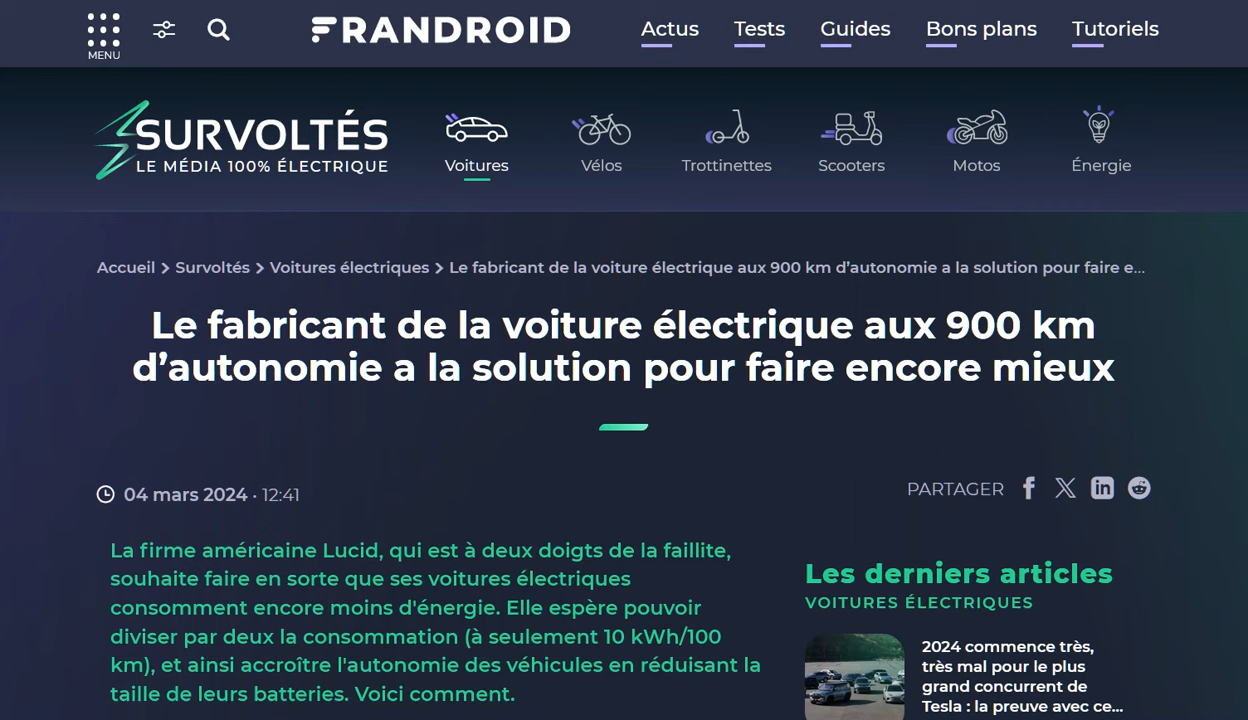 MENU
FRANDROID
Actus
Tests
Guides
Bons plans
Tutoriels
SURVOLTÉS
LE MÉDIA 100% ÉLECTRIQUE
Voitures
Vélos
Trottinettes
Scooters
Motos
Énergie
Accueil > Survoltés > Voitures électriques > Le fabricant de la voiture électrique aux 900 km d’autonomie a la solution pour faire e...
Le fabricant de la voiture électrique aux 900 km
d’autonomie a la solution pour faire encore mieux
04 mars 2024 · 12:41
PARTAGER
La firme américaine Lucid, qui est à deux doigts de la faillite,
souhaite faire en sorte que ses voitures électriques
consomment encore moins d'énergie. Elle espère pouvoir
diviser par deux la consommation (à seulement 10 kWh/100
km), et ainsi accroître l'autonomie des véhicules en réduisant la
taille de leurs batteries. Voici comment.
Les derniers articles
VOITURES ÉLECTRIQUES
2024 commence très,
très mal pour le plus
grand concurrent de
Tesla : la preuve avec ce...